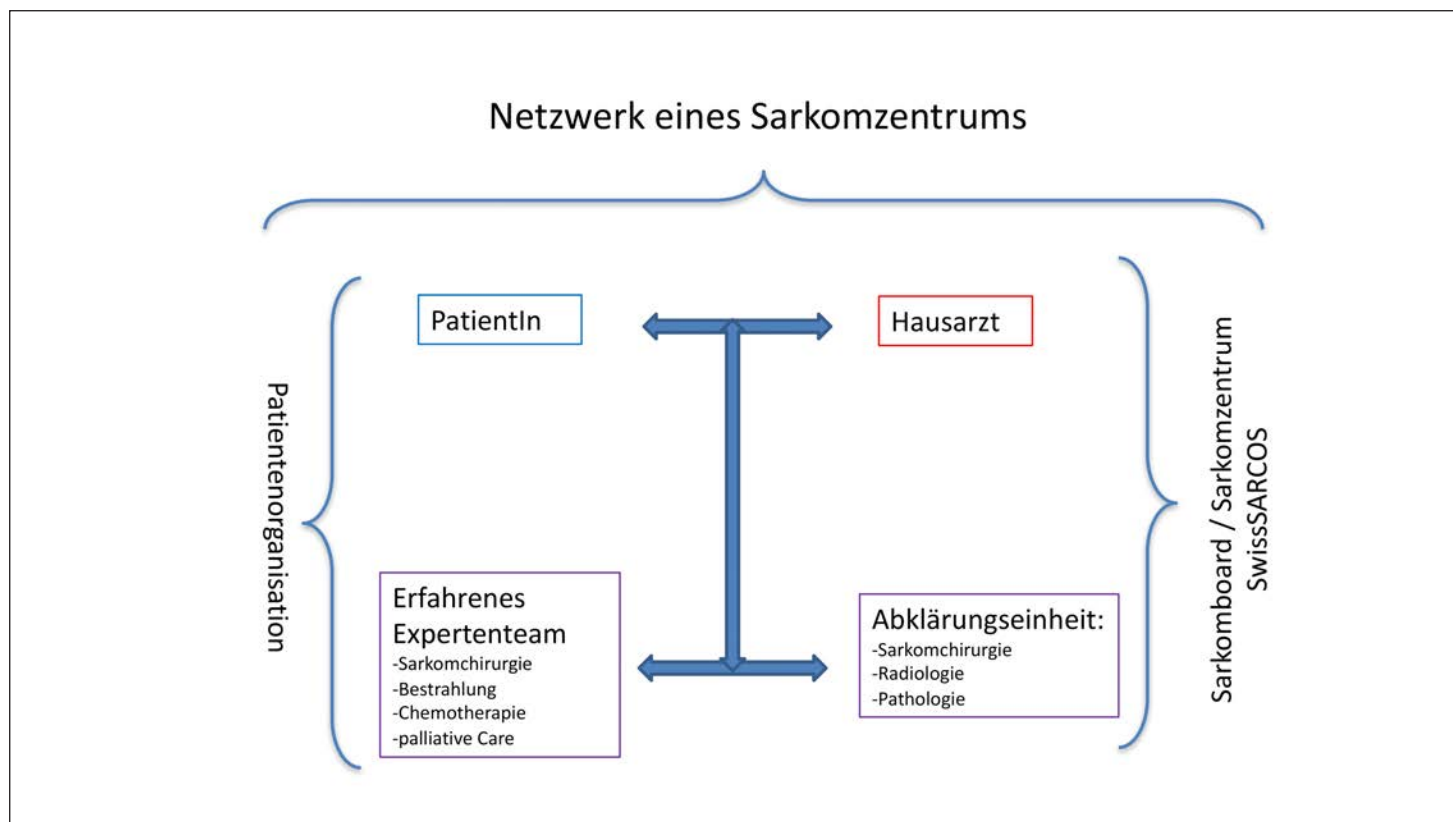 Netzwerk eines Sarkomzentrums
PatientIn
Hausarzt
Patientenorganisation
Erfahrenes
Expertenteam
-Sarkomchirurgie
-Bestrahlung
-Chemotherapie
-palliative Care
Abklärungseinheit:
-Sarkomchirurgie
-Radiologie
-Pathologie
Sarkomboard / Sarkomzentrum
SwissSARCOS